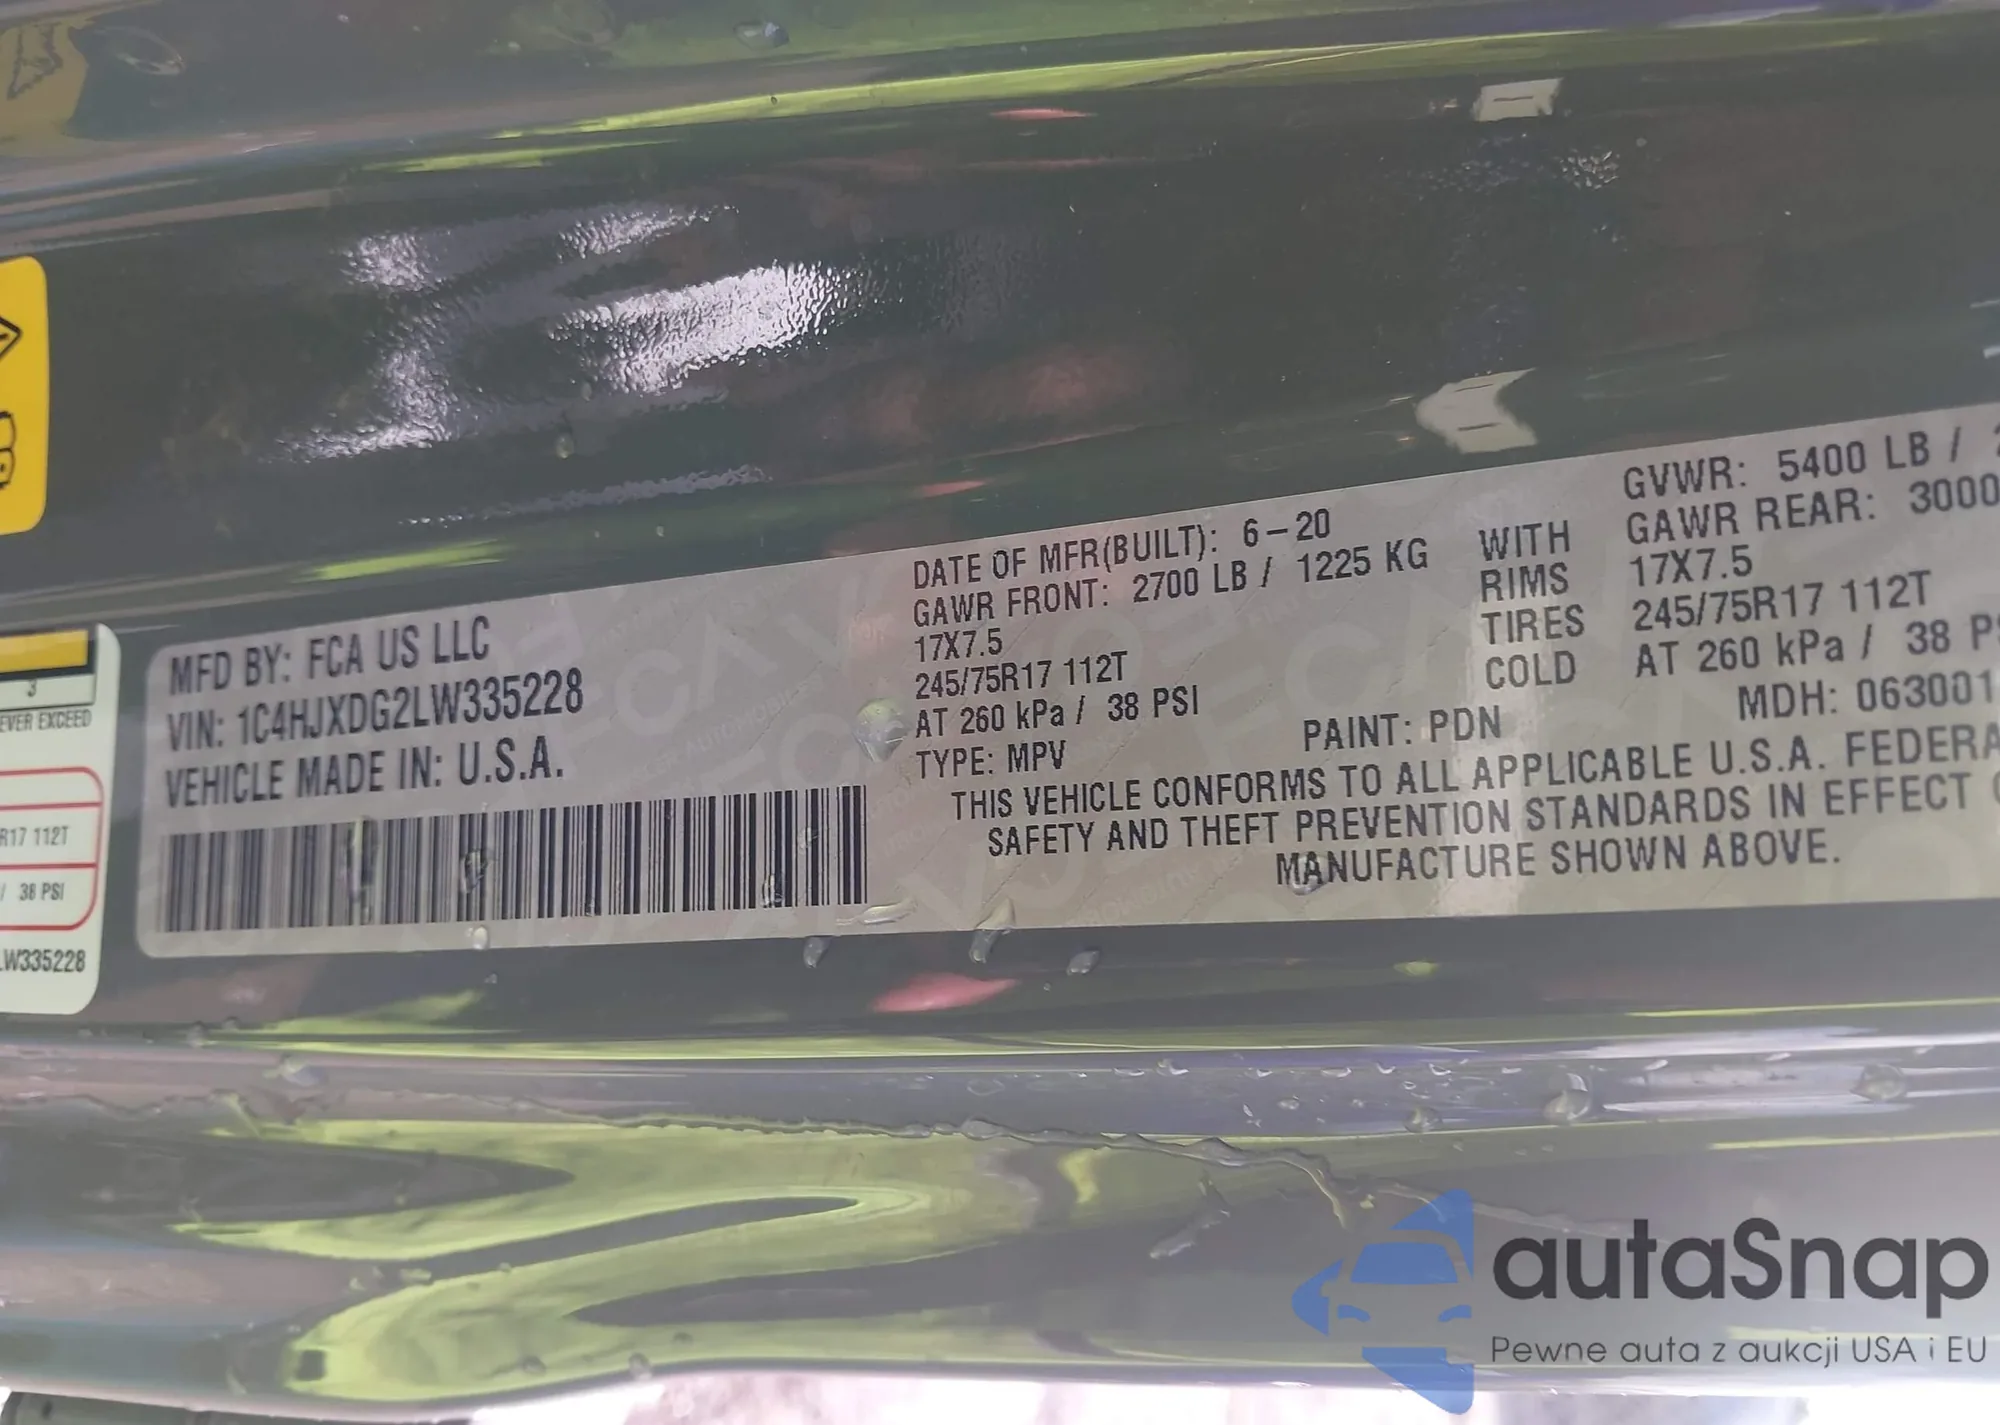 3
EVER EXCEED
R17 112T
/ 38 PSI
LW335228
MFD BY: FCA US LLC
VIN: 1C4HJXDG2LW335228
VEHICLE MADE IN: U.S.A.
DATE OF MFR(BUILT): 6-20
GAWR FRONT: 2700 LB / 1225 KG
17X7.5
245/75R17 112T
AT 260 kPa / 38 PSI
TYPE: MPV
WITH
RIMS
TIRES
COLD
GVWR: 5400 LB /
GAWR REAR: 3000
17X7.5
245/75R17 112T
AT 260 kPa / 38 PS
PAINT: PDN
MDH: 063001
THIS VEHICLE CONFORMS TO ALL APPLICABLE U.S.A. FEDERA
SAFETY AND THEFT PREVENTION STANDARDS IN EFFECT
MANUFACTURE SHOWN ABOVE.
autaSnap
Pewne auta z aukcji USA i EU